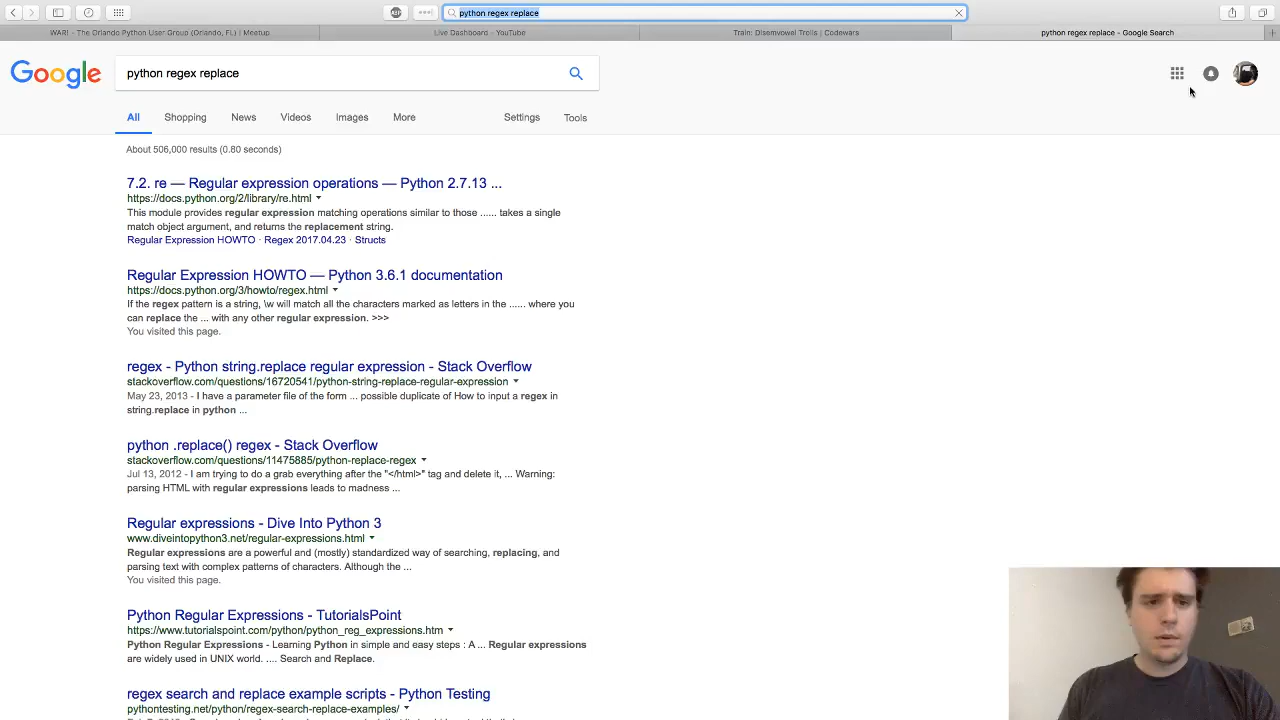 python regex replace
WAR! - The Orlando Python User Group (Orlando, FL) | Meetup
Live Dashboard - YouTube
Train: Disemvowel Trolls | Codewars
python regex replace - Google Search
Google
python regex replace
All
Shopping
News
Videos
Images
More
Settings
Tools
About 506,000 results (0.80 seconds)
7.2. re — Regular expression operations — Python 2.7.13 ...
https://docs.python.org/2/library/re.html
This module provides regular expression matching operations similar to those ...... takes a single
match object argument, and returns the replacement string.
Regular Expression HOWTO · Regex 2017.04.23 · Structs
Regular Expression HOWTO — Python 3.6.1 documentation
https://docs.python.org/3/howto/regex.html
If the regex pattern is a string, \w will match all the characters marked as letters in the ...... where you
can replace the ... with any other regular expression. >>>
You visited this page.
regex - Python string.replace regular expression - Stack Overflow
stackoverflow.com/questions/16720541/python-string-replace-regular-expression
May 23, 2013 - I have a parameter file of the form ... possible duplicate of How to input a regex in
string.replace in python ...
python .replace() regex - Stack Overflow
stackoverflow.com/questions/11475885/python-replace-regex
Jul 13, 2012 - I am trying to do a grab everything after the "</html>" tag and delete it, ... Warning:
parsing HTML with regular expressions leads to madness ...
Regular expressions - Dive Into Python 3
www.diveintopython3.net/regular-expressions.html
Regular expressions are a powerful and (mostly) standardized way of searching, replacing, and
parsing text with complex patterns of characters. Although the ...
You visited this page.
Python Regular Expressions - TutorialsPoint
https://www.tutorialspoint.com/python/python_reg_expressions.htm
Python Regular Expressions - Learning Python in simple and easy steps : A ... Regular expressions
are widely used in UNIX world. .... Search and Replace.
regex search and replace example scripts - Python Testing
pythontesting.net/python/regex-search-replace-examples/